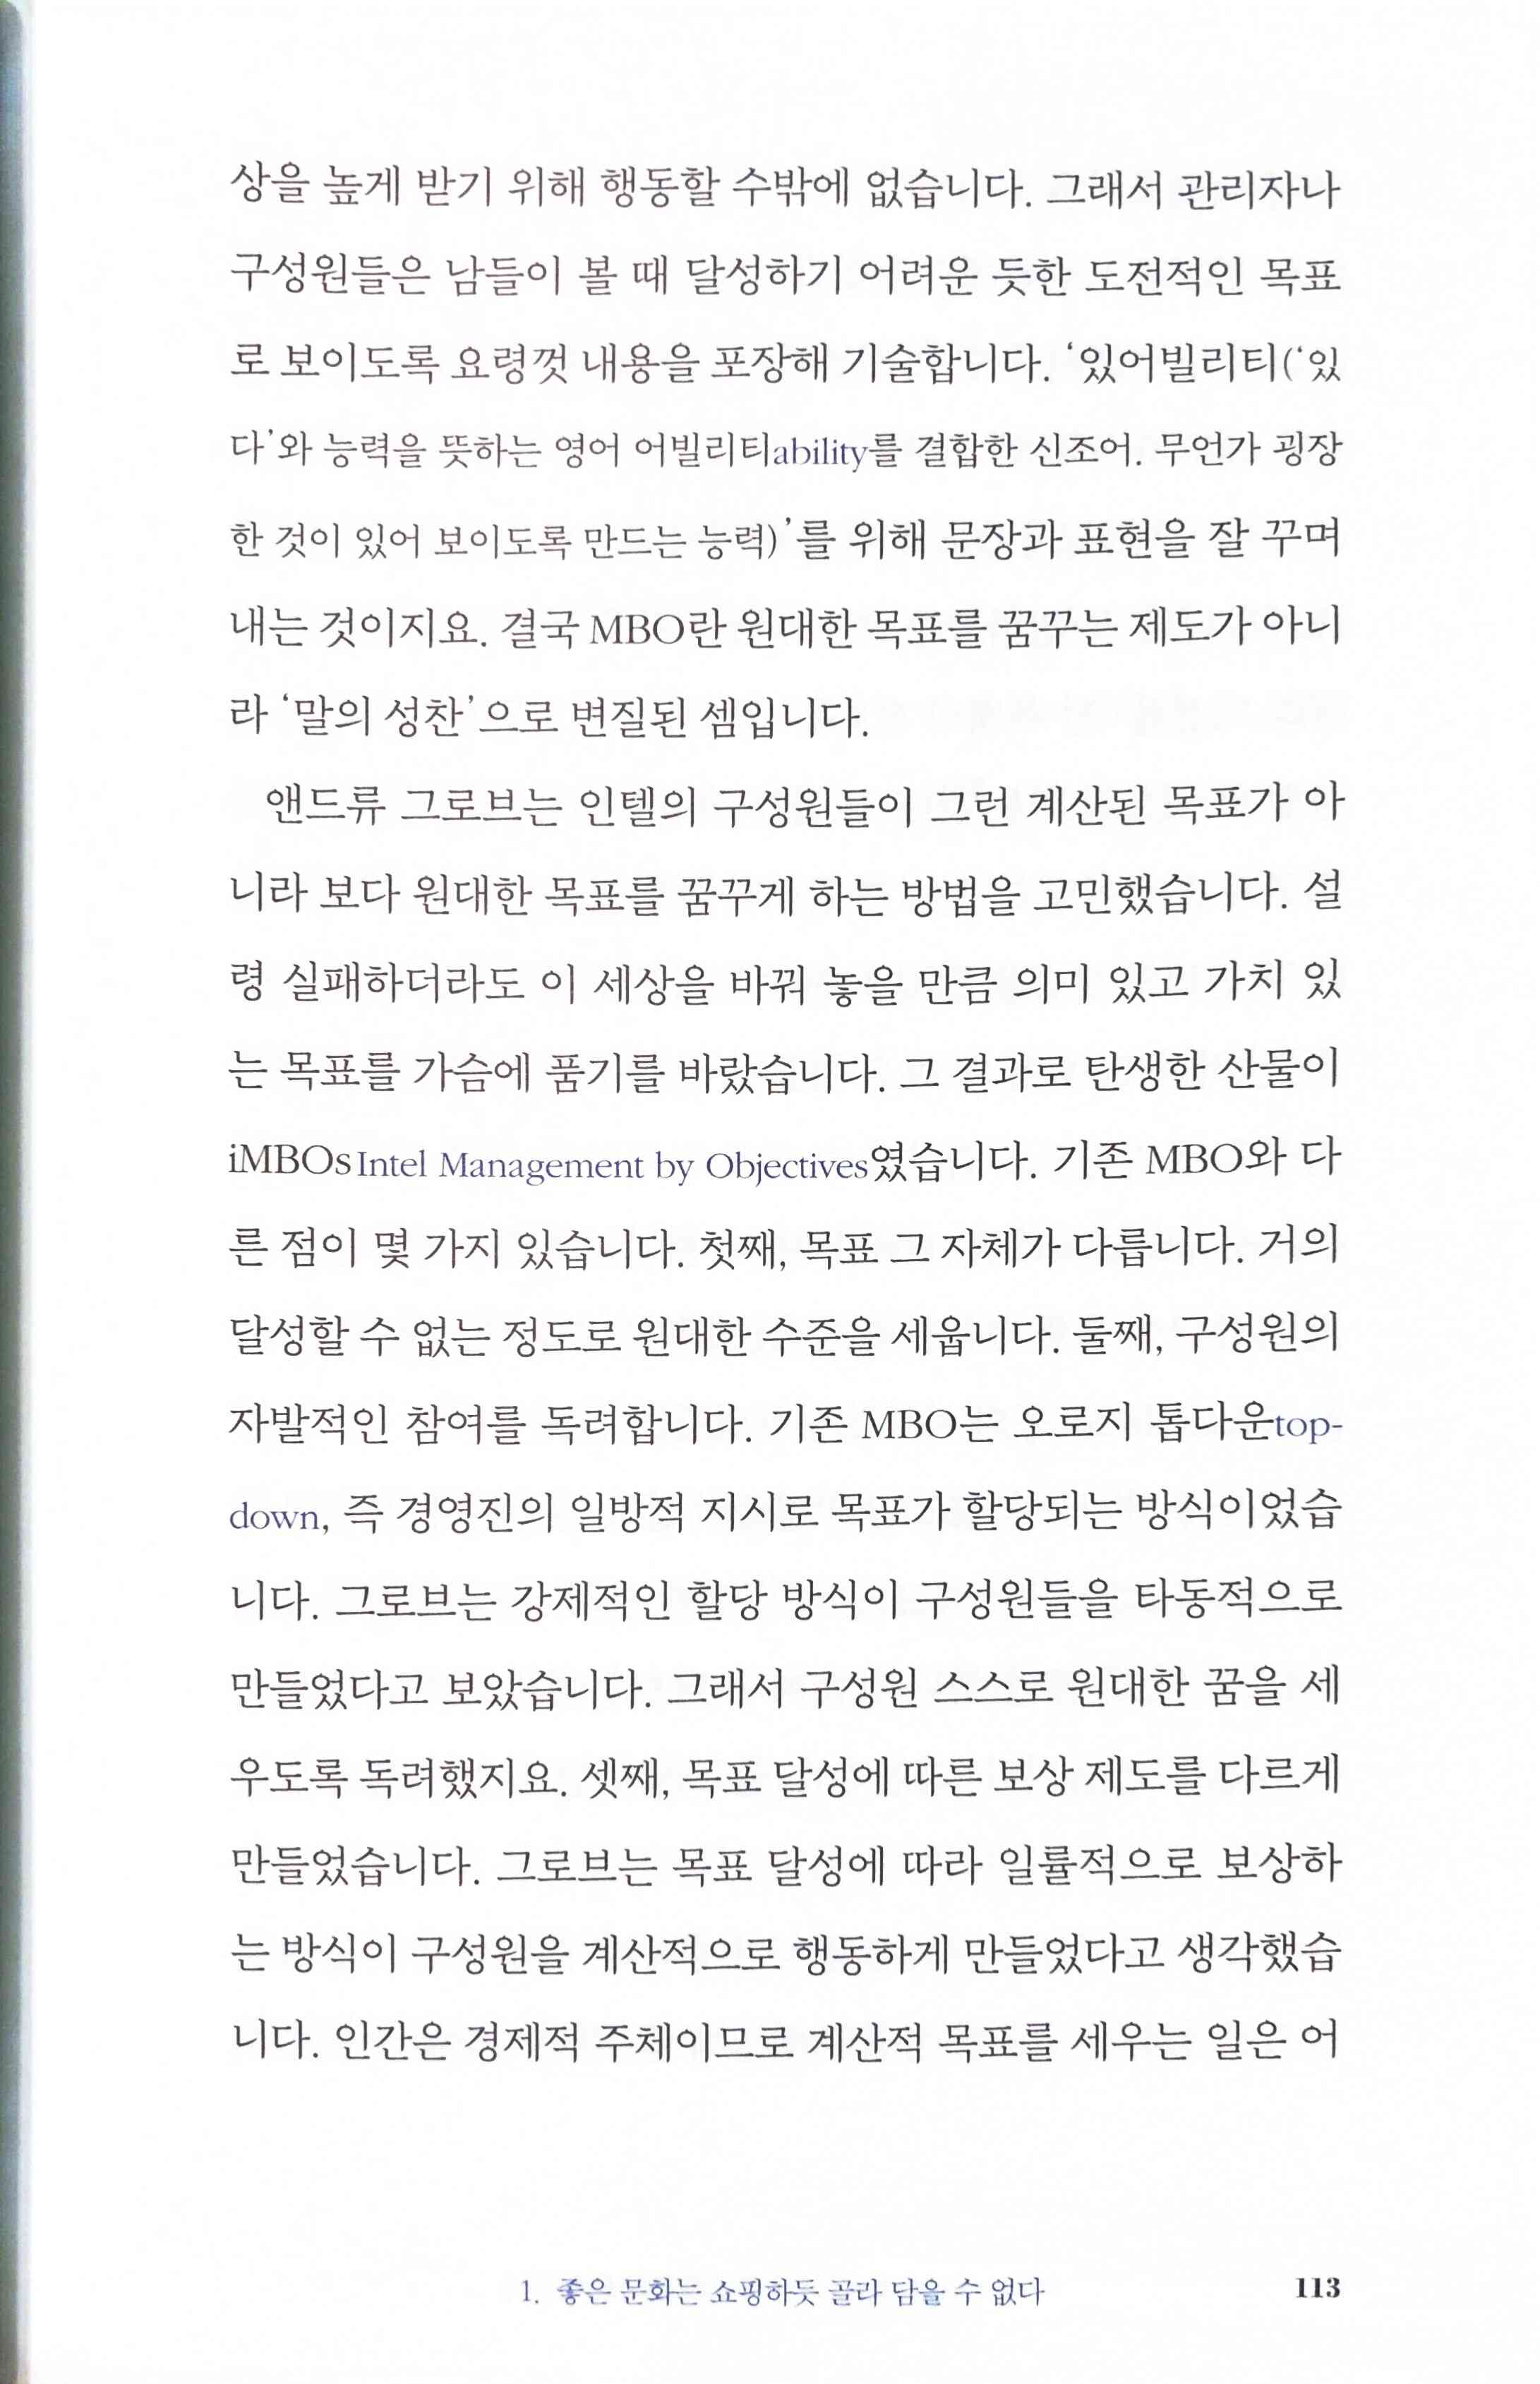 상을 높게 받기 위해 행동할 수밖에 없습니다. 그래서 관리자나
구성원들은 남들이 볼 때 달성하기 어려운 듯한 도전적인 목표
로 보이도록 요령껏 내용을 포장해 기술합니다. ‘있어빌리티(‘있
다’와 능력을 뜻하는 영어 어빌리티ability를 결합한 신조어. 무언가 굉장
한 것이 있어 보이도록 만드는 능력)’를 위해 문장과 표현을 잘 꾸며
내는 것이지요. 결국 MBO란 원대한 목표를 꿈꾸는 제도가 아니
라 ‘말의 성찬’으로 변질된 셈입니다.
앤드류 그로브는 인텔의 구성원들이 그런 계산된 목표가 아
니라 보다 원대한 목표를 꿈꾸게 하는 방법을 고민했습니다. 설
령 실패하더라도 이 세상을 바꿔 놓을 만큼 의미 있고 가치 있
는 목표를 가슴에 품기를 바랐습니다. 그 결과로 탄생한 산물이
iMBOs Intel Management by Objectives였습니다. 기존 MBO와 다
른 점이 몇 가지 있습니다. 첫째, 목표 그 자체가 다릅니다. 거의
달성할 수 없는 정도로 원대한 수준을 세웁니다. 둘째, 구성원의
자발적인 참여를 독려합니다. 기존 MBO는 오로지 톱다운top-
down, 즉 경영진의 일방적 지시로 목표가 할당되는 방식이었습
니다. 그로브는 강제적인 할당 방식이 구성원들을 타동적으로
만들었다고 보았습니다. 그래서 구성원 스스로 원대한 꿈을 세
우도록 독려했지요. 셋째, 목표 달성에 따른 보상 제도를 다르게
만들었습니다. 그로브는 목표 달성에 따라 일률적으로 보상하
는 방식이 구성원을 계산적으로 행동하게 만들었다고 생각했습
니다. 인간은 경제적 주체이므로 계산적 목표를 세우는 일은 어
1. 좋은 문화는 쇼핑하듯 골라 담을 수 없다 113